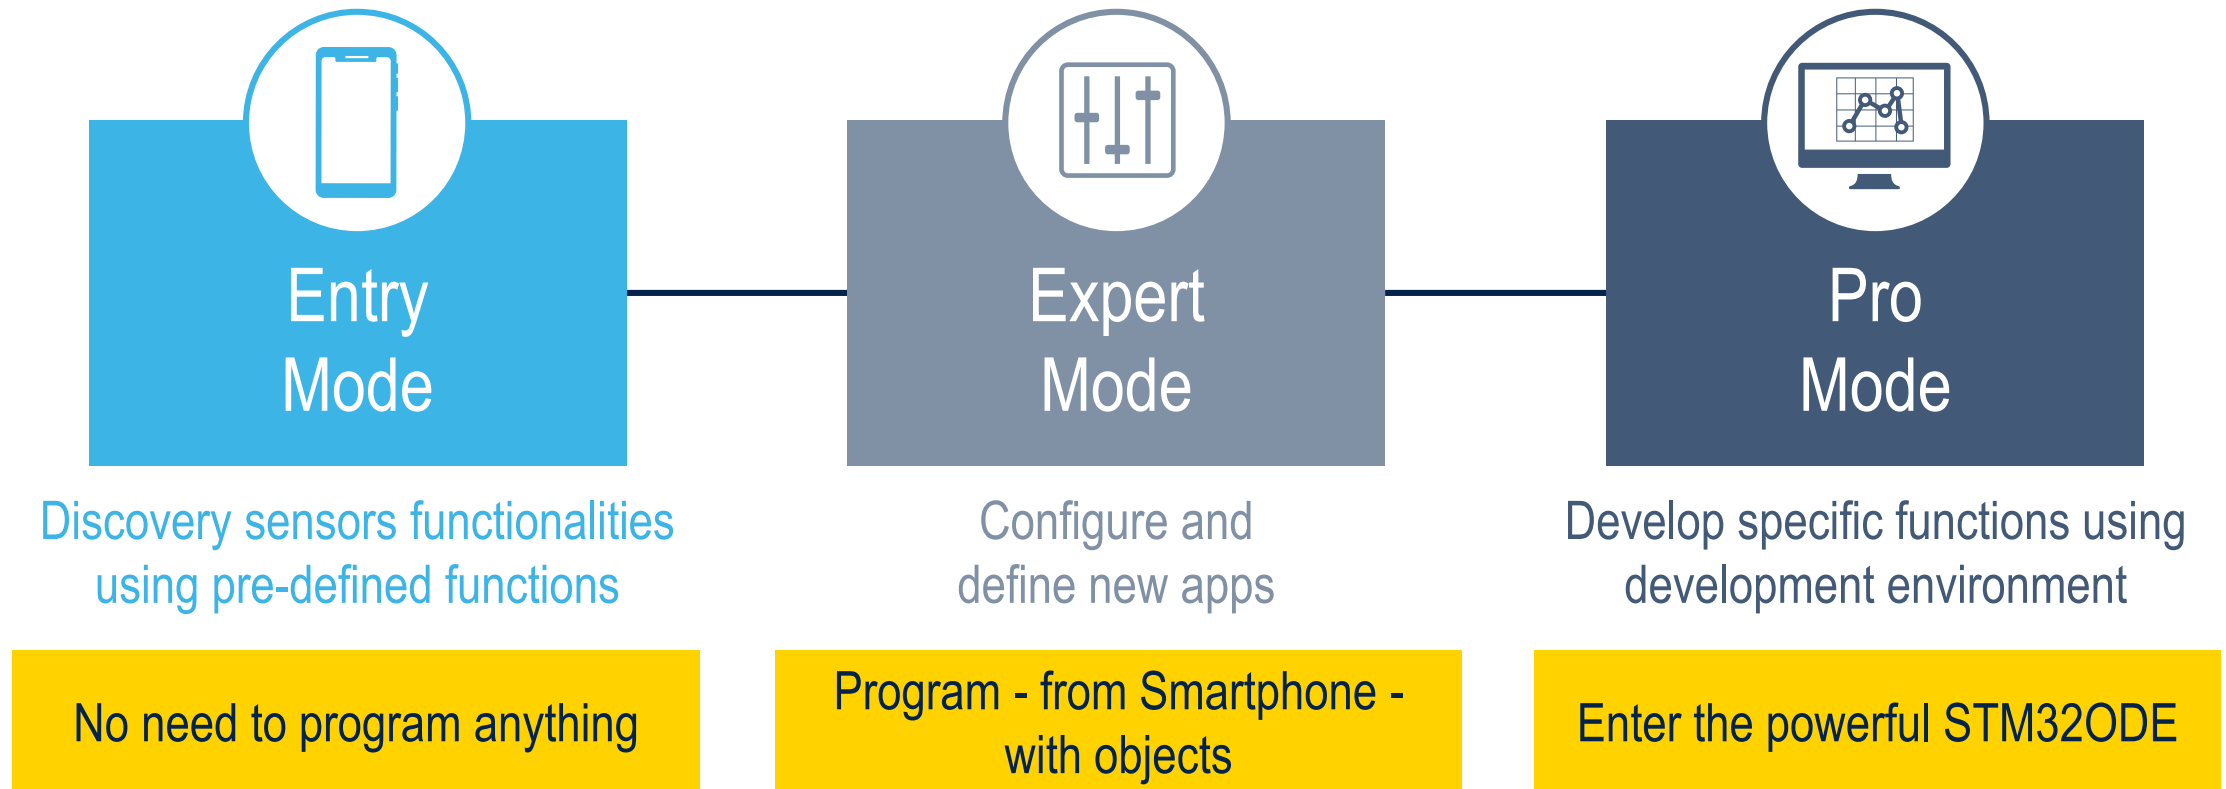 Entry
Mode
Expert
Mode
Pro
Mode
Discovery sensors functionalities
using pre-defined functions
Configure and
define new apps
Develop specific functions using
development environment
No need to program anything
Program - from Smartphone -
with objects
Enter the powerful STM32ODE